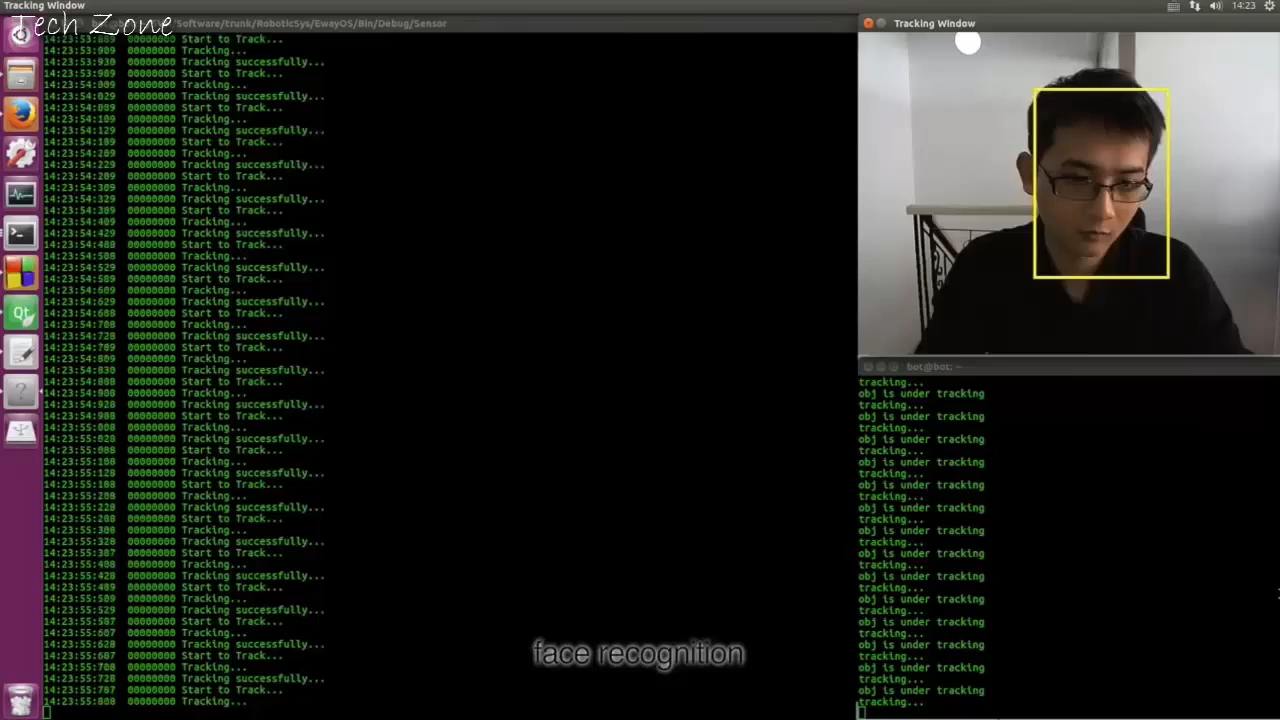 Tracking Window
14:23
Tech Zone
/Software/trunk/RoboticSys/EwayOS/Bin/Debug/Sensor
14:23:53:889 00000000 Start to Track...
14:23:53:909 00000000 Tracking...
14:23:53:930 00000000 Tracking successfully...
14:23:53:989 00000000 Start to Track...
14:23:54:009 00000000 Tracking...
14:23:54:029 00000000 Tracking successfully...
14:23:54:089 00000000 Start to Track...
14:23:54:109 00000000 Tracking...
14:23:54:129 00000000 Tracking successfully...
14:23:54:189 00000000 Start to Track...
14:23:54:209 00000000 Tracking...
14:23:54:229 00000000 Tracking successfully...
14:23:54:289 00000000 Start to Track...
14:23:54:309 00000000 Tracking...
14:23:54:329 00000000 Tracking successfully...
14:23:54:389 00000000 Start to Track...
14:23:54:409 00000000 Tracking...
14:23:54:429 00000000 Tracking successfully...
14:23:54:488 00000000 Start to Track...
14:23:54:508 00000000 Tracking...
14:23:54:529 00000000 Tracking successfully...
14:23:54:589 00000000 Start to Track...
14:23:54:609 00000000 Tracking...
14:23:54:629 00000000 Tracking successfully...
14:23:54:688 00000000 Start to Track...
14:23:54:708 00000000 Tracking...
14:23:54:728 00000000 Tracking successfully...
14:23:54:789 00000000 Start to Track...
14:23:54:809 00000000 Tracking...
14:23:54:830 00000000 Tracking successfully...
14:23:54:888 00000000 Start to Track...
14:23:54:908 00000000 Tracking...
14:23:54:928 00000000 Tracking successfully...
14:23:54:988 00000000 Start to Track...
14:23:55:008 00000000 Tracking...
14:23:55:028 00000000 Tracking successfully...
14:23:55:088 00000000 Start to Track...
14:23:55:108 00000000 Tracking...
14:23:55:128 00000000 Tracking successfully...
14:23:55:188 00000000 Start to Track...
14:23:55:208 00000000 Tracking...
14:23:55:228 00000000 Tracking successfully...
14:23:55:288 00000000 Start to Track...
14:23:55:308 00000000 Tracking...
14:23:55:328 00000000 Tracking successfully...
14:23:55:387 00000000 Start to Track...
14:23:55:408 00000000 Tracking...
14:23:55:428 00000000 Tracking successfully...
14:23:55:489 00000000 Start to Track...
14:23:55:509 00000000 Tracking...
14:23:55:529 00000000 Tracking successfully...
14:23:55:587 00000000 Start to Track...
14:23:55:607 00000000 Tracking...
14:23:55:628 00000000 Tracking successfully...
14:23:55:687 00000000 Start to Track...
14:23:55:708 00000000 Tracking...
14:23:55:728 00000000 Tracking successfully...
14:23:55:787 00000000 Start to Track...
14:23:55:808 00000000 Tracking...
Tracking Window
bot@bot: ~
tracking...
obj is under tracking
tracking...
obj is under tracking
tracking...
obj is under tracking
tracking...
obj is under tracking
tracking...
obj is under tracking
tracking...
obj is under tracking
tracking...
obj is under tracking
tracking...
obj is under tracking
tracking...
obj is under tracking
tracking...
obj is under tracking
tracking...
obj is under tracking
tracking...
obj is under tracking
tracking...
obj is under tracking
tracking...
obj is under tracking
tracking...
face recognition